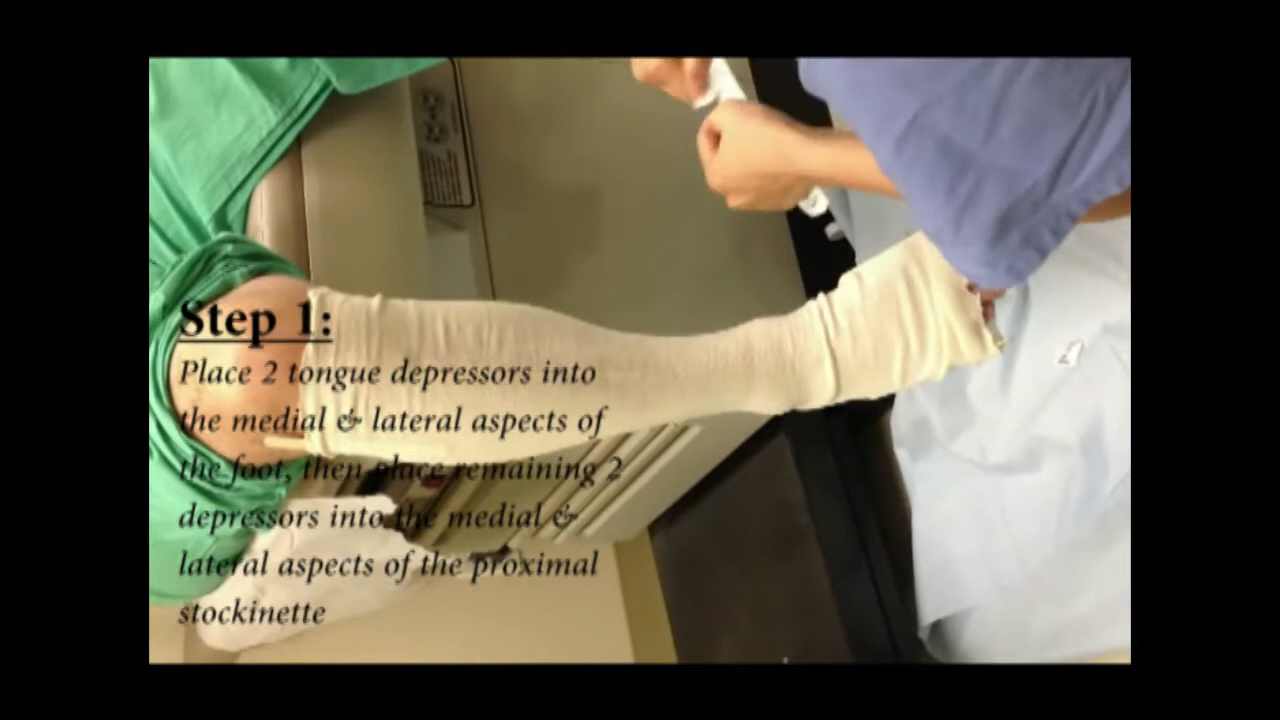 Step 1:
Place 2 tongue depressors into
the medial & lateral aspects of
the foot, then place remaining 2
depressors into the medial &
lateral aspects of the proximal
stockinette